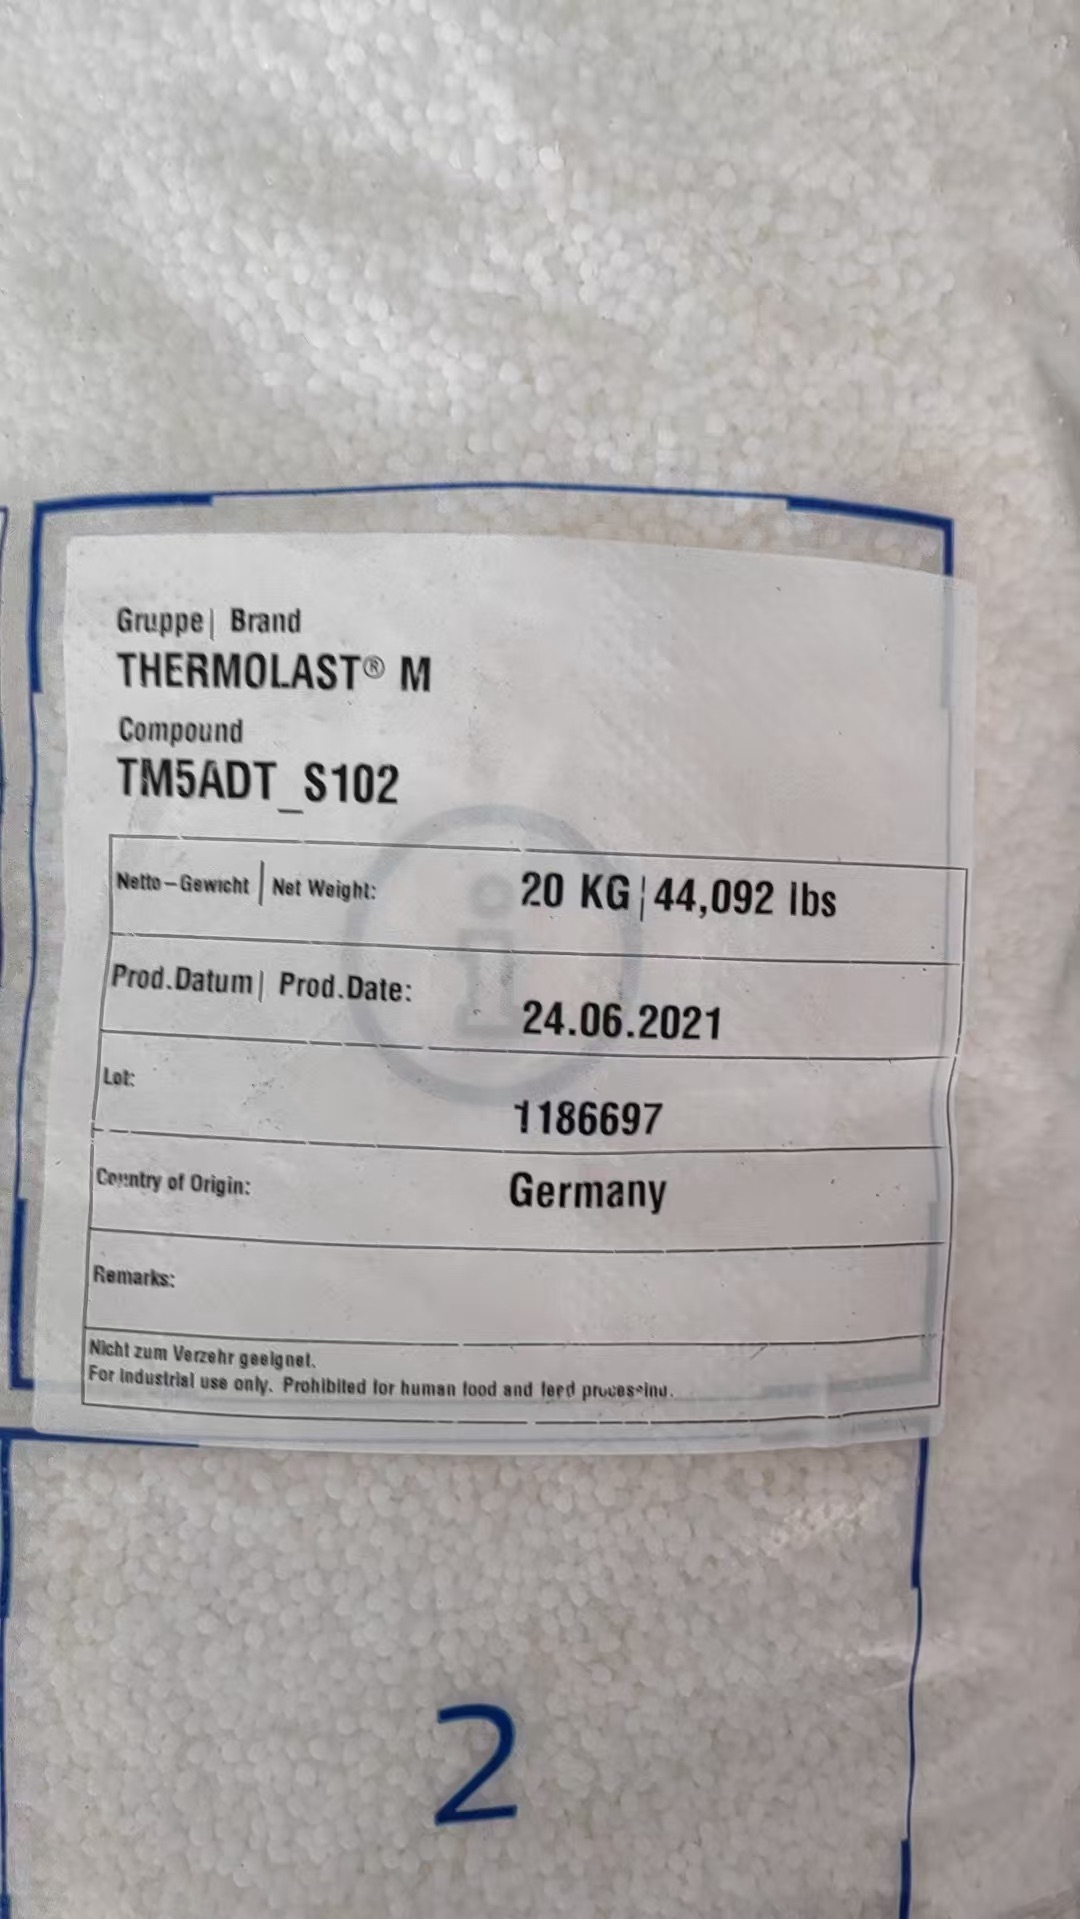 Gruppe| Brand
THERMOLAST® M
Compound
TM5ADT_S102
Netto-Gewicht | Net Weight: 20 KG | 44,092 lbs
Prod.Datum| Prod.Date: 24.06.2021
Lot: 1186697
Country of Origin: Germany
Remarks:
Nicht zum Verzehr geeignet.
For industrial use only. Prohibited for human food and feed processing.
2